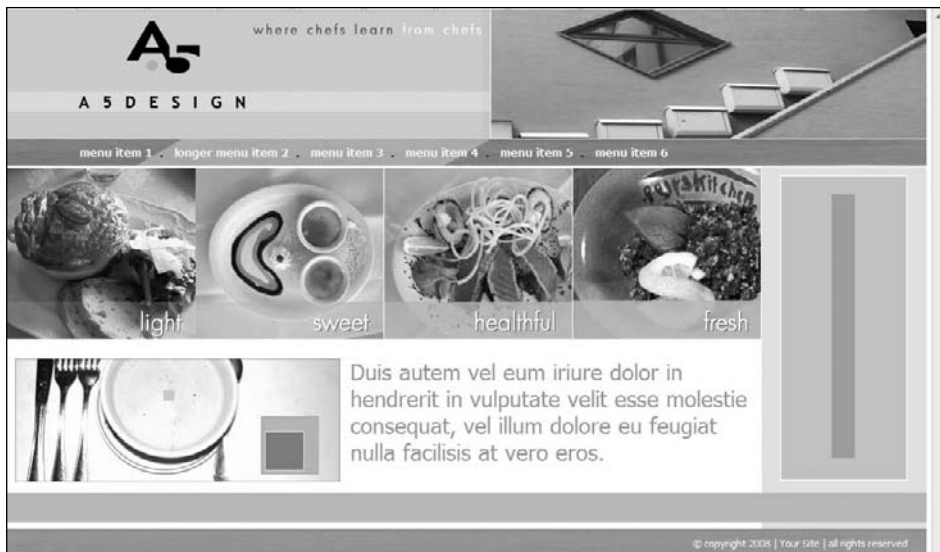 where chefs learn from chefs
A5
A5DESIGN
menu item 1 . longer menu item 2 . menu item 3 . menu item 4 . menu item 5 . menu item 6
peyrakitchen
light sweet healthful fresh
Duis autem vel eum iriure dolor in
hendrerit in vulputate velit esse molestie
consequat, vel illum dolore eu feugiat
nulla facilisis at vero eros.
© copyright 2008 | Your Site | all rights reserved